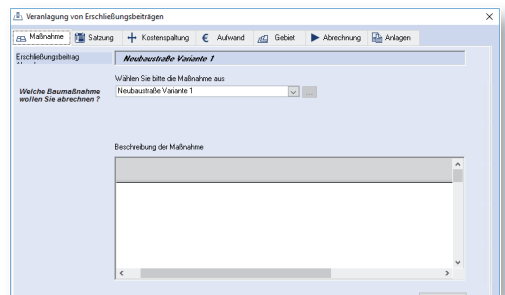 Veranlagung von Erschließungsbeiträgen
Maßnahme Satzung Kostenspaltung Aufwand Gebiet Abrechnung Anlagen
Erschließungsbeitrag
Neubaustraße Variante 1
Wählen Sie bitte die Maßnahme aus
Welche Baumaßnahme
wollen Sie abrechnen ?
Neubaustraße Variante 1
...
Beschreibung der Maßnahme